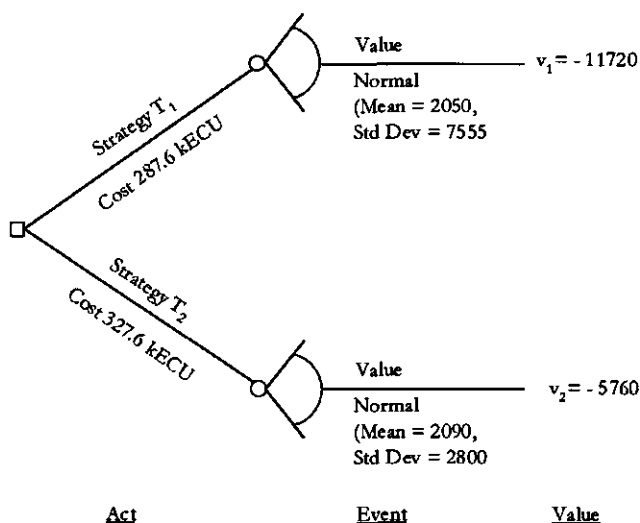 Value
v1 = - 11720
Normal
(Mean = 2050,
Std Dev = 7555
Strategy T1
Cost 287.6 kECU
Strategy T2
Cost 327.6 kECU
Value
v2 = - 5760
Normal
(Mean = 2090,
Std Dev = 2800
Act Event Value